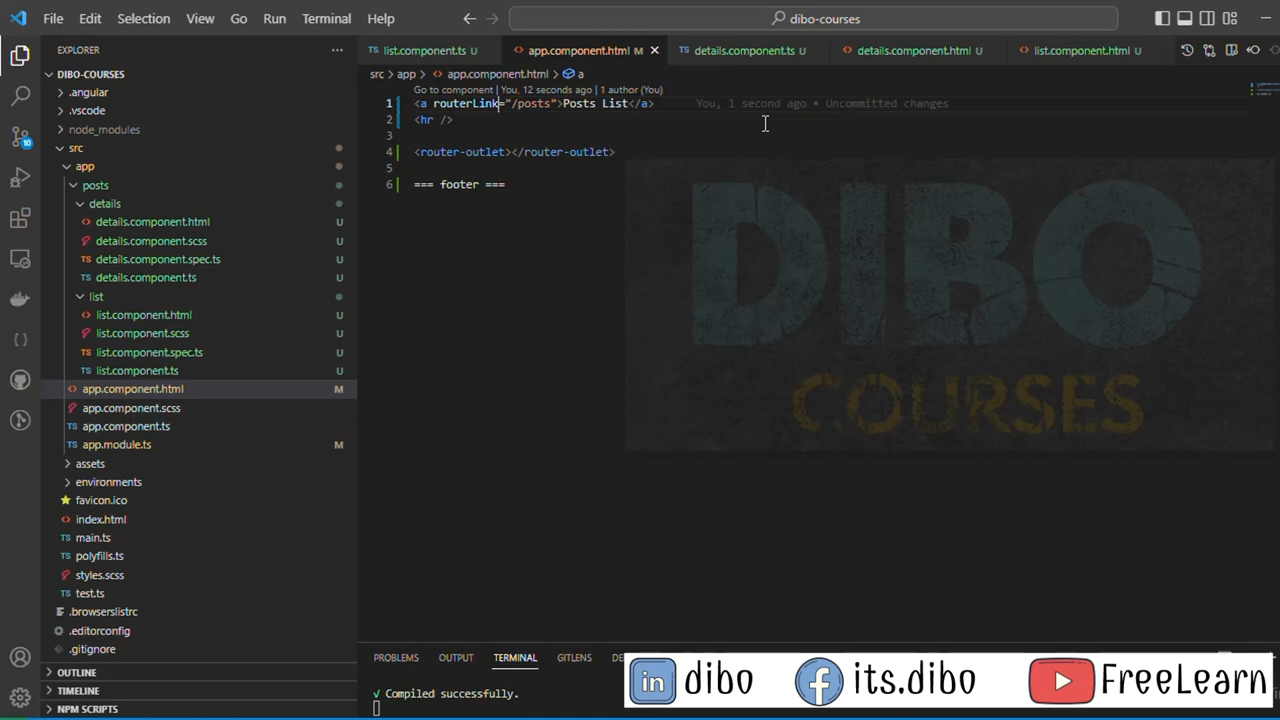 File Edit Selection View Go Run Terminal Help
dibo-courses
EXPLORER
list.component.ts U
app.component.html M
details.component.ts U
details.component.html U
list.component.html U
DIBO-COURSES
src > app > app.component.html > a
.angular
Go to component | You, 12 seconds ago | 1 author (You)
.vscode
1 <a routerLink="/posts">Posts List</a> You, 1 second ago • Uncommitted changes
node_modules
2 <hr />
src
3
app
4 <router-outlet></router-outlet>
posts
5
details
6 === footer ===
details.component.html U
details.component.scss U
details.component.spec.ts U
details.component.ts U
list
list.component.html U
list.component.scss U
list.component.spec.ts U
list.component.ts U
app.component.html M
app.component.scss
app.component.ts
app.module.ts M
assets
environments
favicon.ico
index.html
main.ts
polyfills.ts
styles.scss
test.ts
.browserslistrc
.editorconfig
.gitignore
OUTLINE
TIMELINE
NPM SCRIPTS
10
DIBO
COURSES
PROBLEMS OUTPUT TERMINAL GITLENS DE
✓ Compiled successfully.
in dibo
f its.dibo
FreeLearn